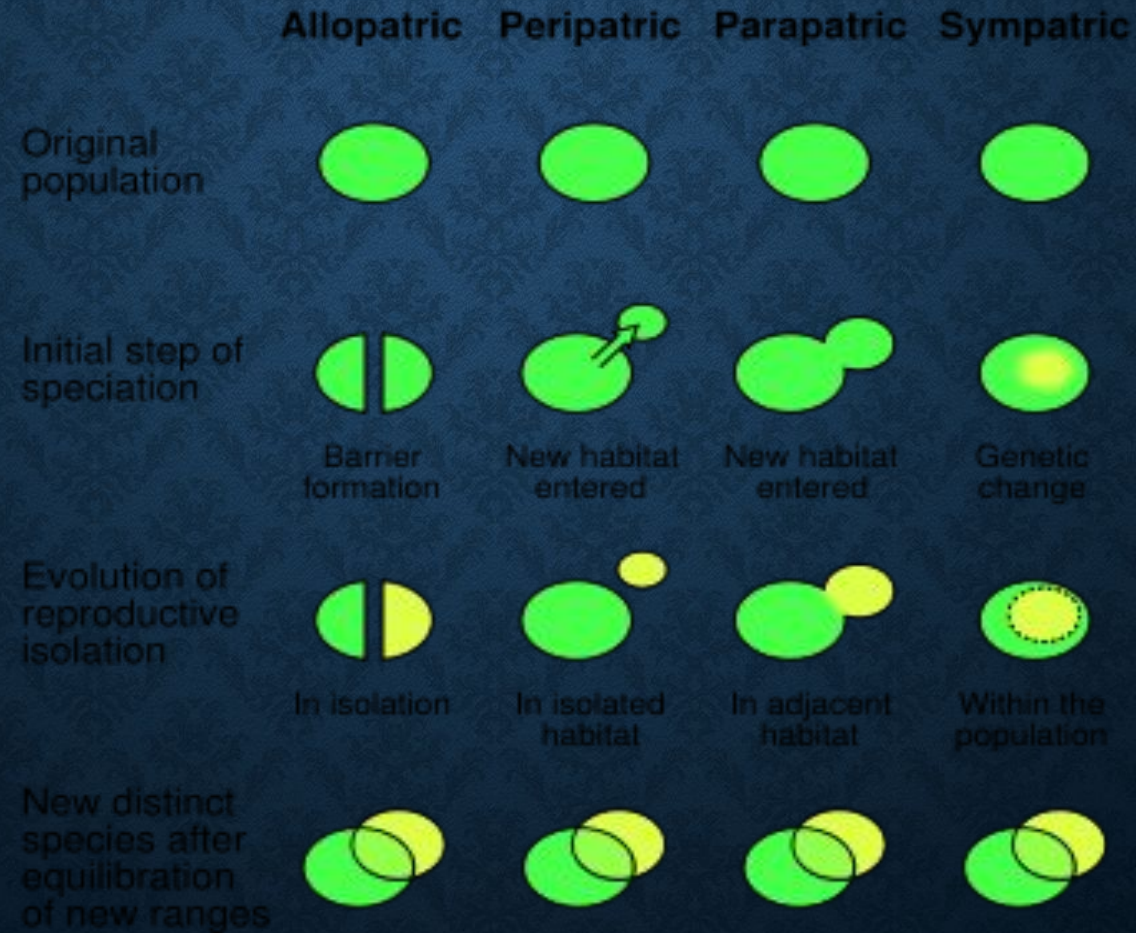 Allopatric Peripatric Parapatric Sympatric
Original
population
Initial step of
speciation
Barrier
formation
New habitat
entered
New habitat
entered
Genetic
change
Evolution of
reproductive
isolation
In isolation
In isolated
habitat
In adjacent
habitat
Within the
population
New distinct
species after
equilibration
of new ranges